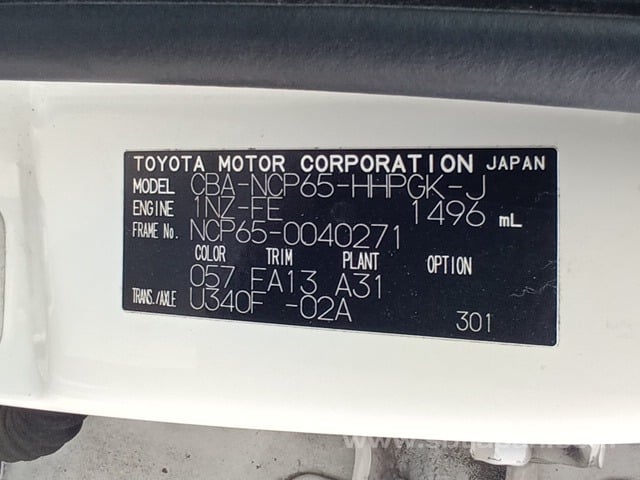 TOYOTA MOTOR CORPORATION JAPAN
MODEL CBA-NCP65-HHPGK-J
ENGINE 1NZ-FE 1496 mL
FRAME No. NCP65-0040271
COLOR TRIM PLANT OPTION
057 EA13 A31
TRANS./AXLE U340F -02A
301